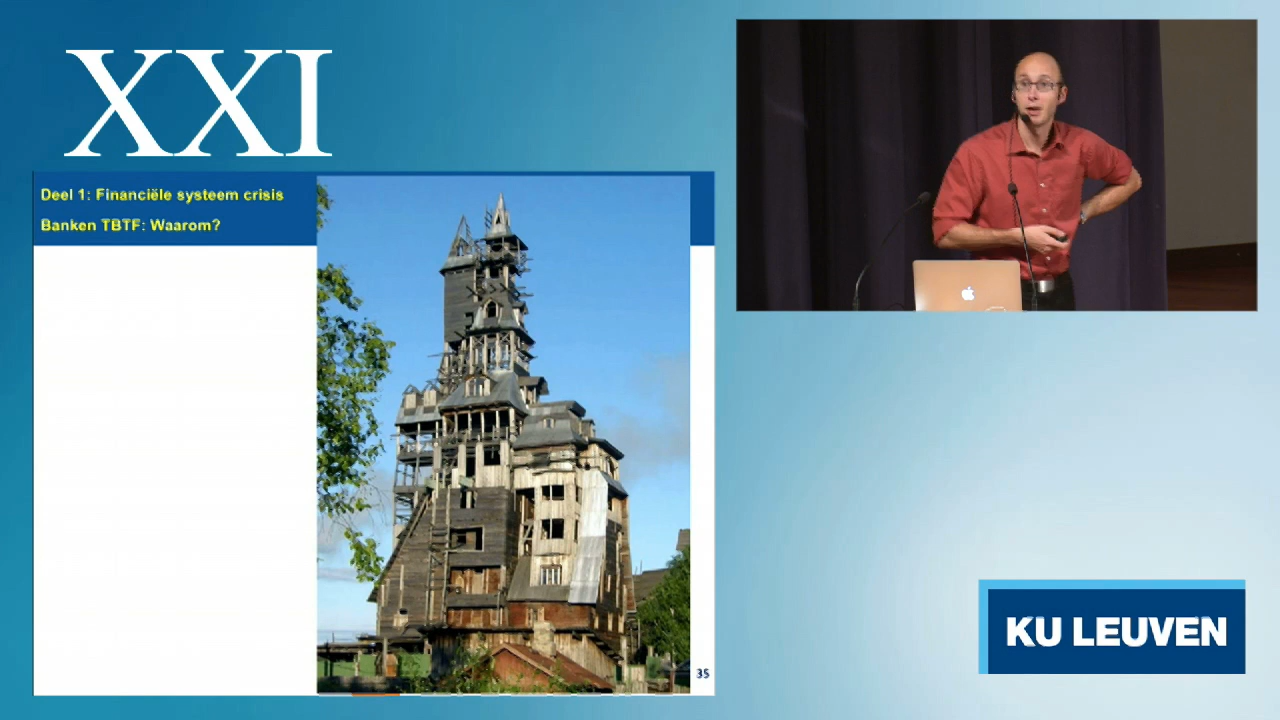 XXI
Deel 1: Financiële systeem crisis
Banken TBTF: Waarom?
35
KU LEUVEN